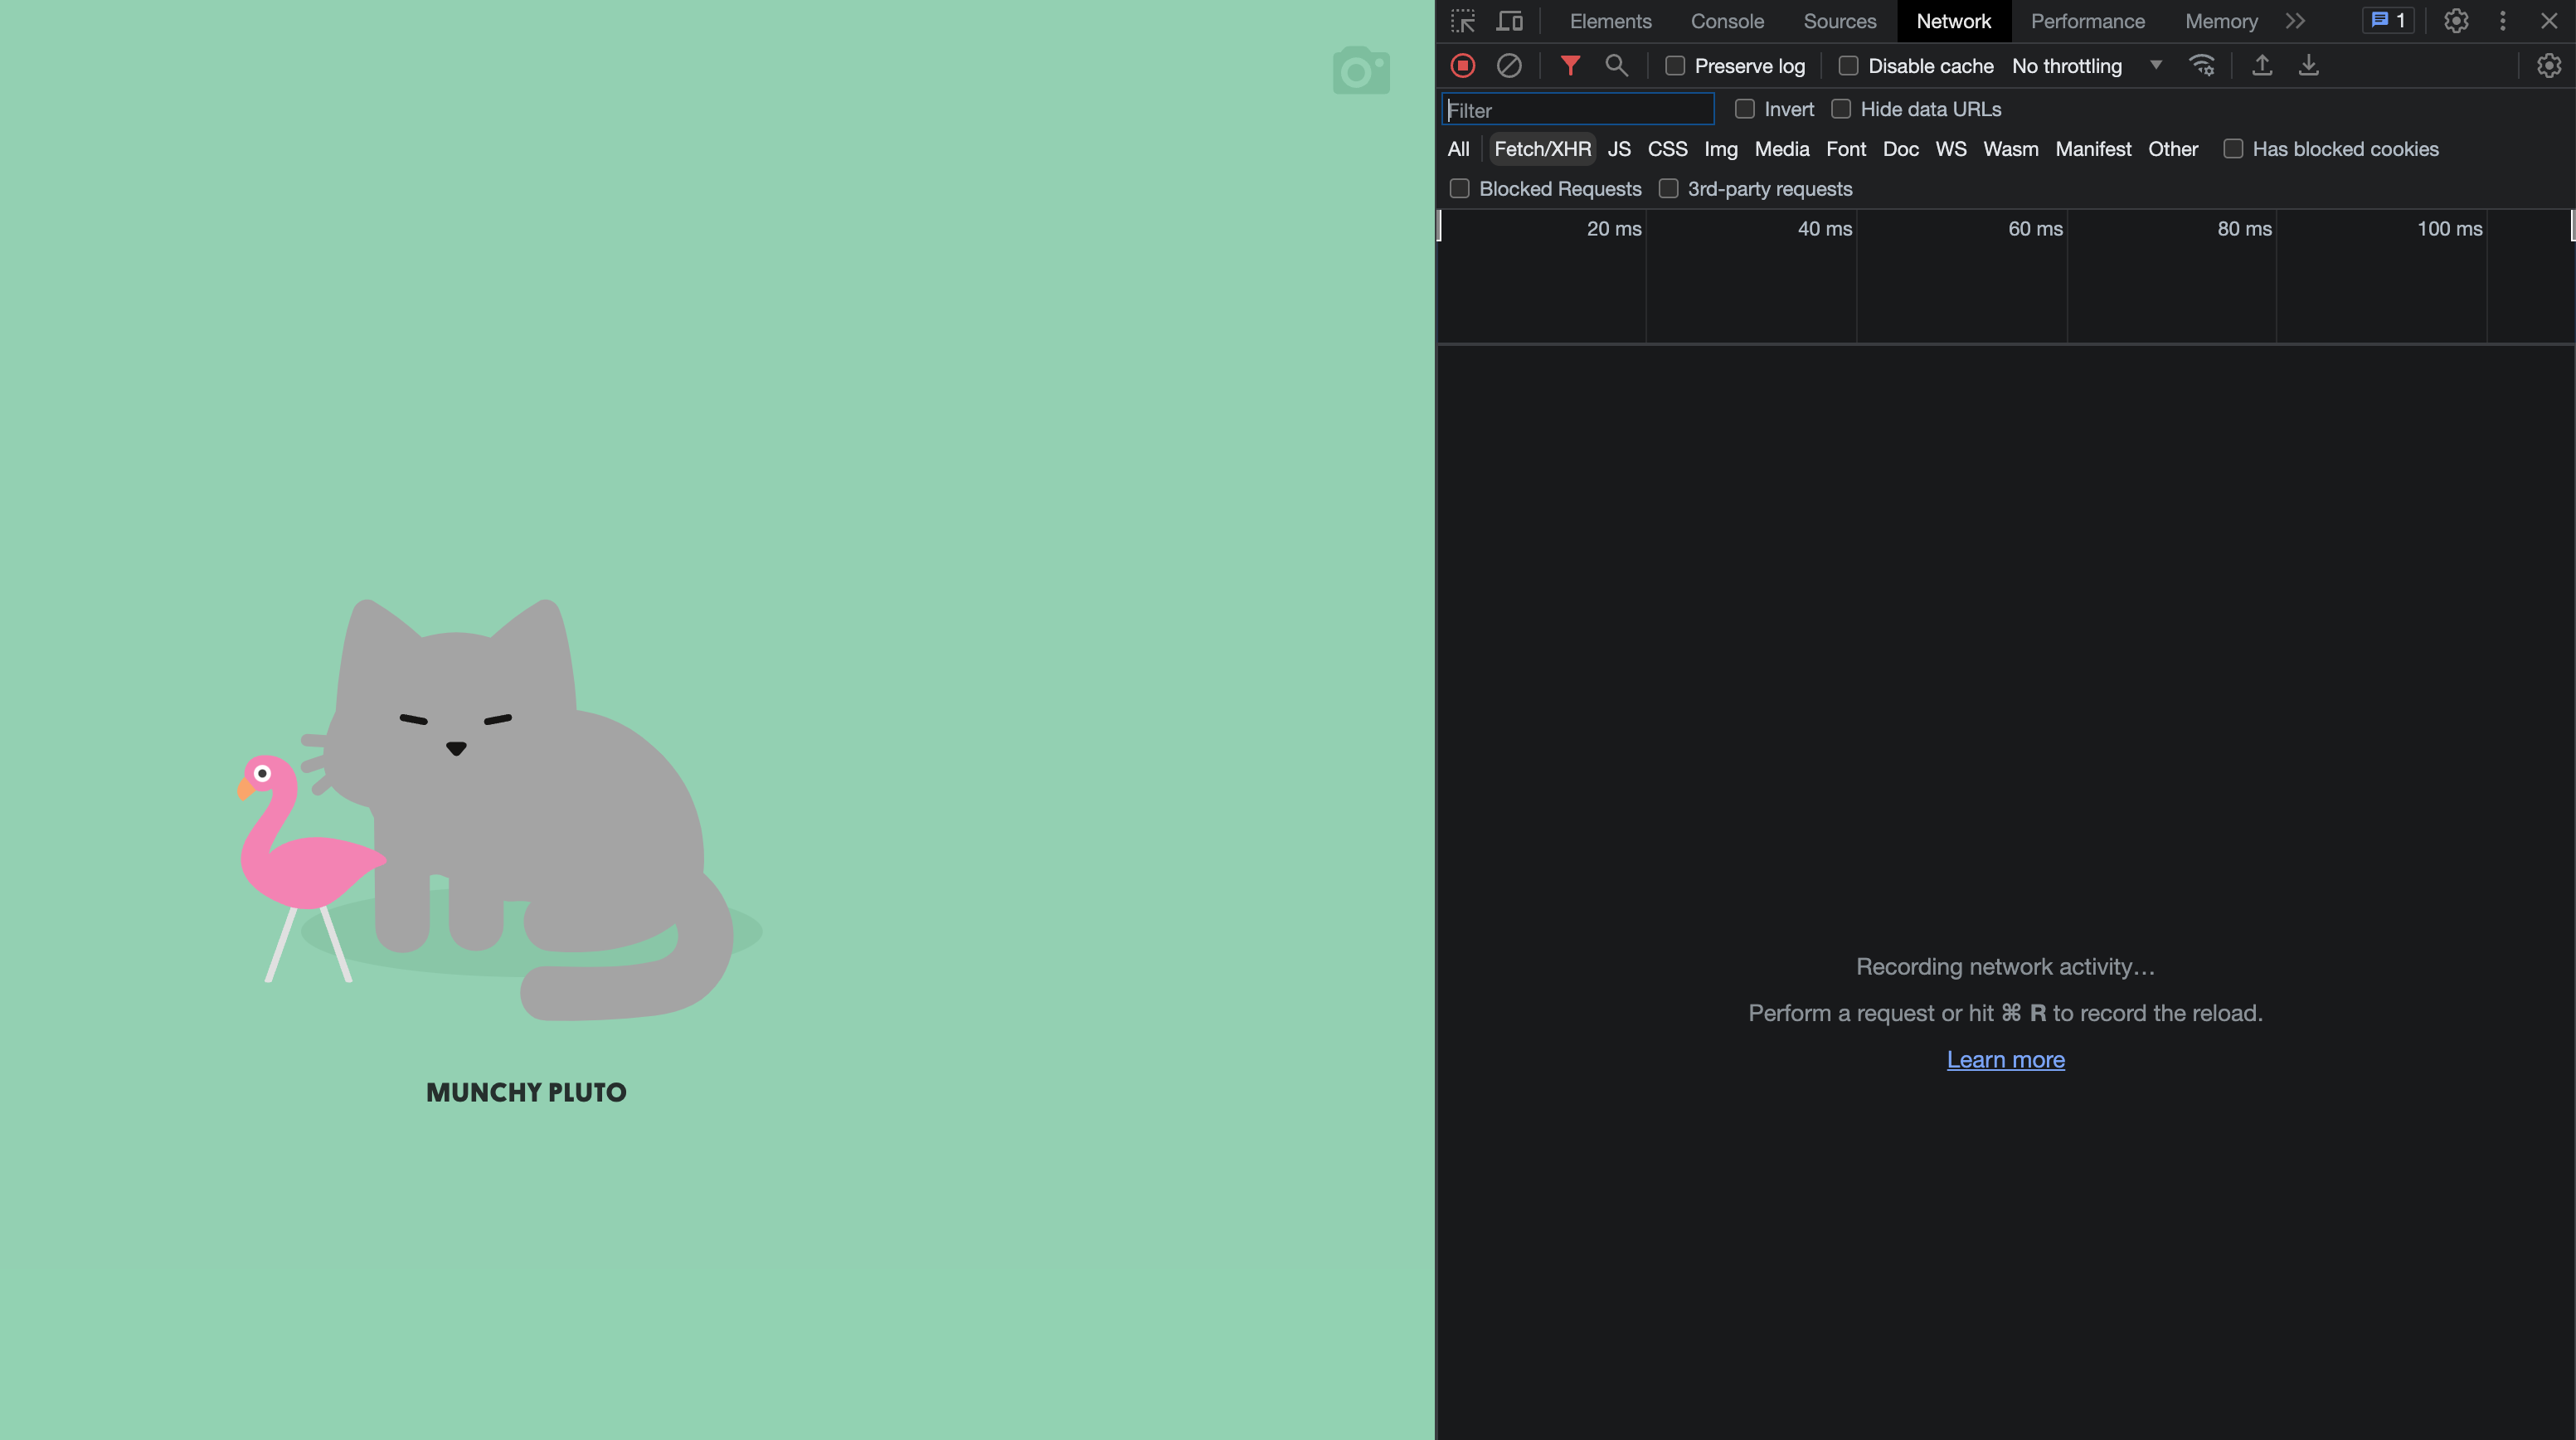 Elements Console Sources Network Performance Memory 1
Preserve log Disable cache No throttling
Filter Invert Hide data URLs
All Fetch/XHR JS CSS Img Media Font Doc WS Wasm Manifest Other Has blocked cookies
Blocked Requests 3rd-party requests
20 ms 40 ms 60 ms 80 ms 100 ms
Recording network activity…
Perform a request or hit ⌘ R to record the reload.
Learn more
MUNCHY PLUTO